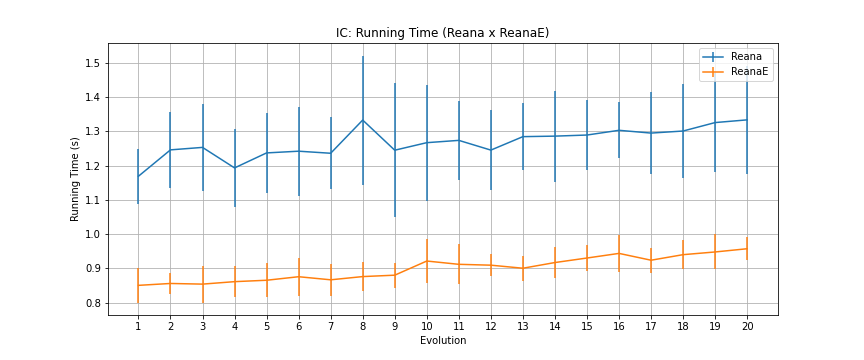 IC: Running Time (Reana x ReanaE)
Reana
ReanaE
Running Time (s)
1.5
1.4
1.3
1.2
1.1
1.0
0.9
0.8
1 2 3 4 5 6 7 8 9 10 11 12 13 14 15 16 17 18 19 20
Evolution